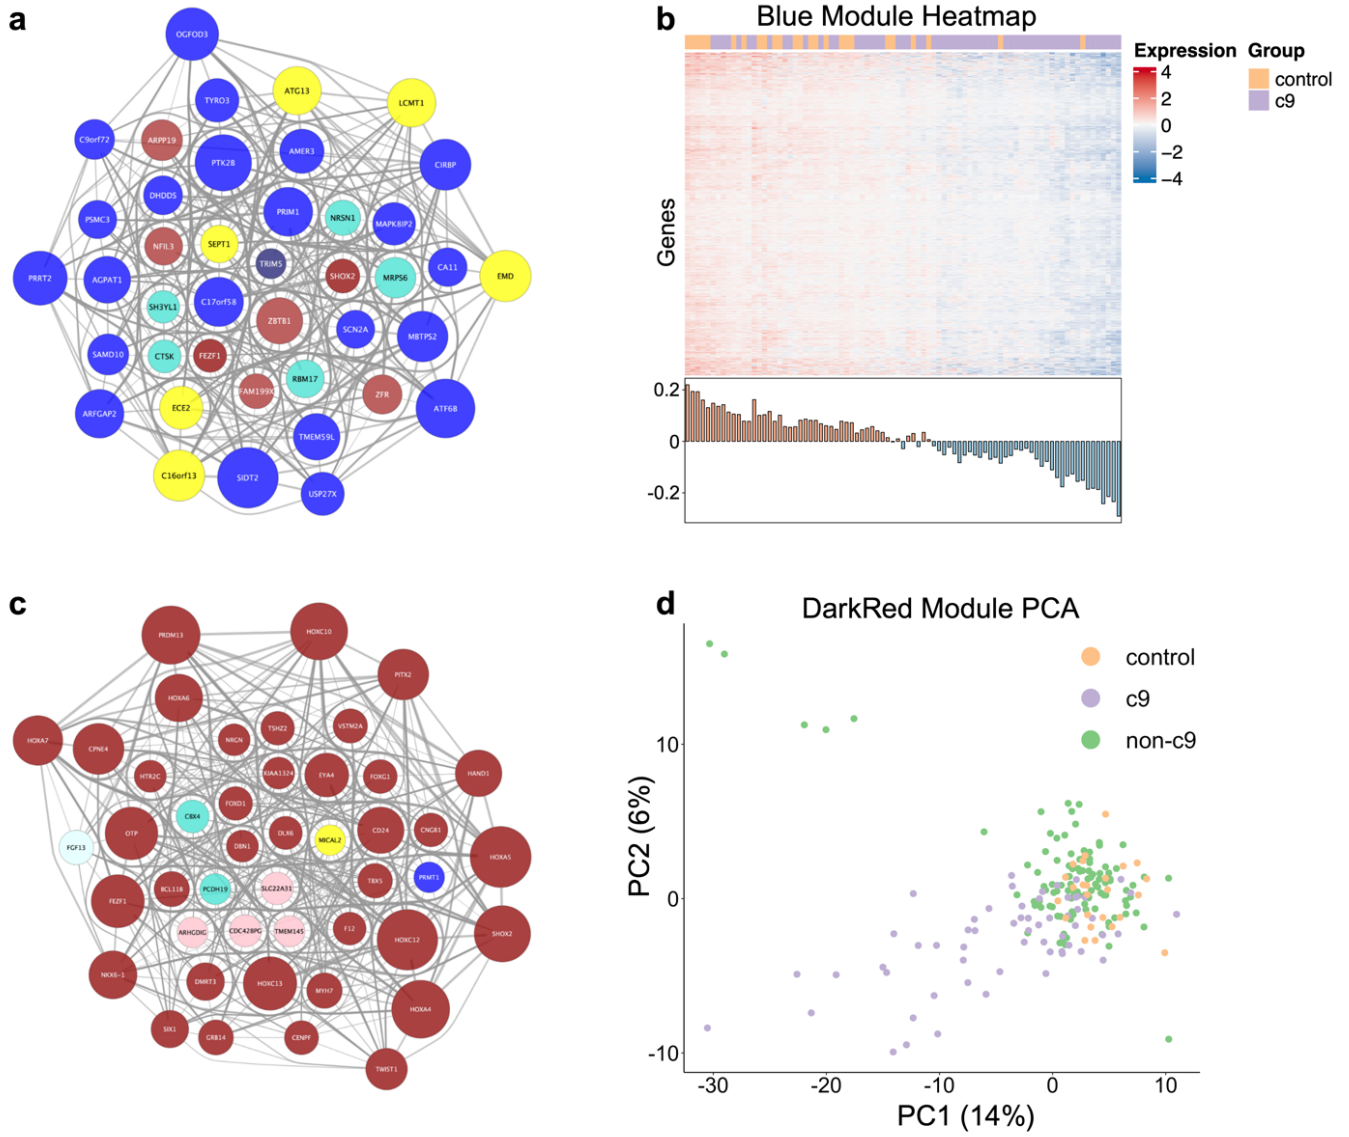 a
OGFOD3
TYRO3
ATG13
LCMT1
C9orf72
ARPP19
PTK2B
AMER3
CIRBP
DHDDS
PSMC3
PRIM1
NRSN1
MAPK8IP2
NFIL3
SEPT1
TRIM5
SHOX2
MRPS6
CA11
EMD
PRRT2
AGPAT1
SH3YL1
C17orf58
ZBTB1
SCN2A
MBTPS2
SAMD10
CTSK
FEZF1
RBM17
FAM199X
ZFR
ARFGAP2
ECE2
ATF6B
TMEM59L
C16orf13
SIDT2
USP27X
b
Blue Module Heatmap
Genes
Expression
4
2
0
−2
−4
Group
control
c9
0.2
0
-0.2
c
PRDM13
HOXC10
PITX2
HOXA6
HOXA7
CPNE4
NRGN
TSHZ2
VSTM2A
HTR2C
KIAA1324
EYA4
FOXG1
HAND1
FOXD1
CBX4
OTP
DLX6
MICAL2
CD24
CNGB1
FGF13
DBN1
HOXA5
FEZF1
BCL11B
PCDH19
SLC22A31
TBX5
PRMT1
ARHGDIG
CDC42BPG
TMEM145
F12
HOXC12
SHOX2
NKX6-1
DMRT3
HOXC13
MYH7
HOXA4
SIX1
GRB14
CENPF
TWIST1
d
DarkRed Module PCA
control
c9
non-c9
PC2 (6%)
10
0
-10
-30
-20
-10
0
10
PC1 (14%)